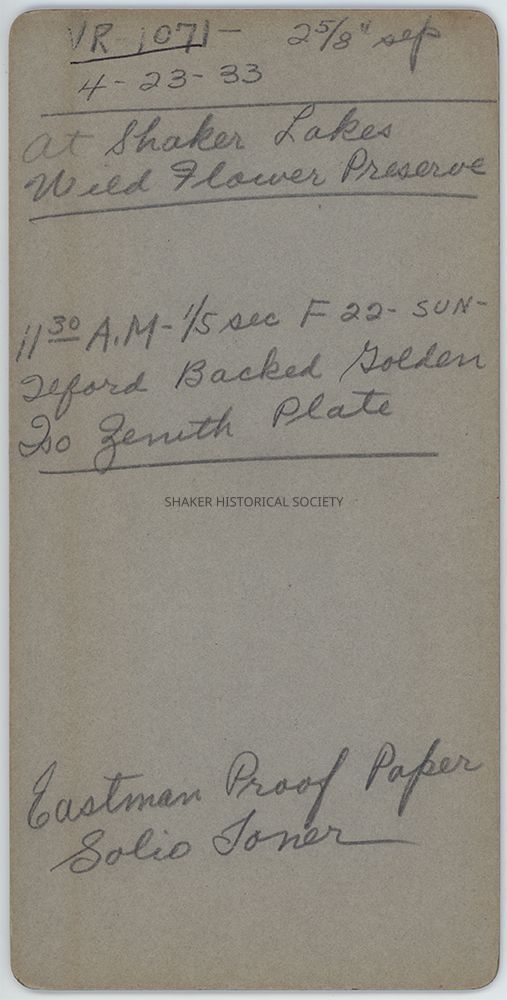 VR 1071- 2 5/8" sep
4-23-33
at Shaker Lakes
Wild Flower Preserve
11 30 A.M-1/5 sec F 22- SUN-
Ilford Backed Golden
Iso Zenith Plate
SHAKER HISTORICAL SOCIETY
Eastman Proof Paper
Solio Toner